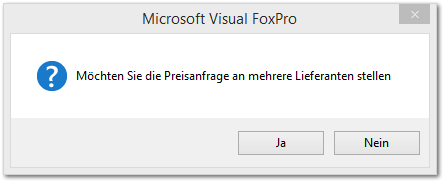 Microsoft Visual FoxPro
Möchten Sie die Preisanfrage an mehrere Lieferanten stellen
Ja
Nein